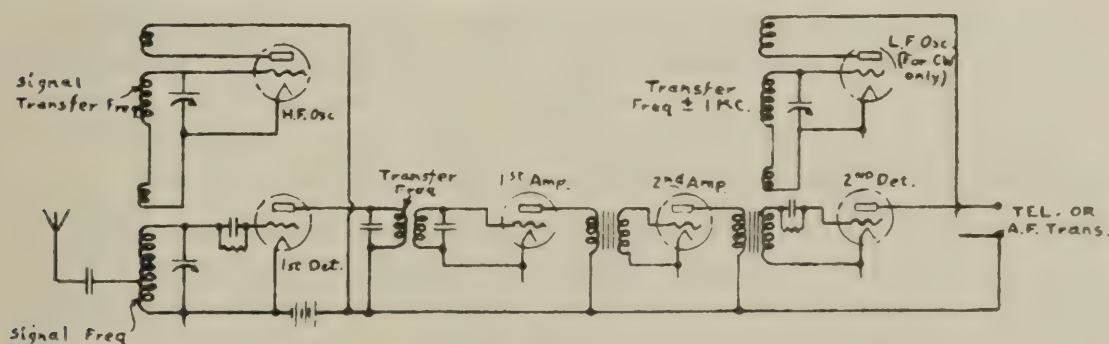 Signal
Transfer Freq
H.F. Osc
L.F Osc.
(For CW
only)
Transfer
Freq ± 1 KC.
Transfer
Freq
1st Amp.
2nd Amp.
2nd Det.
TEL. OR
A.F. Trans.
1st Det.
Signal Freq